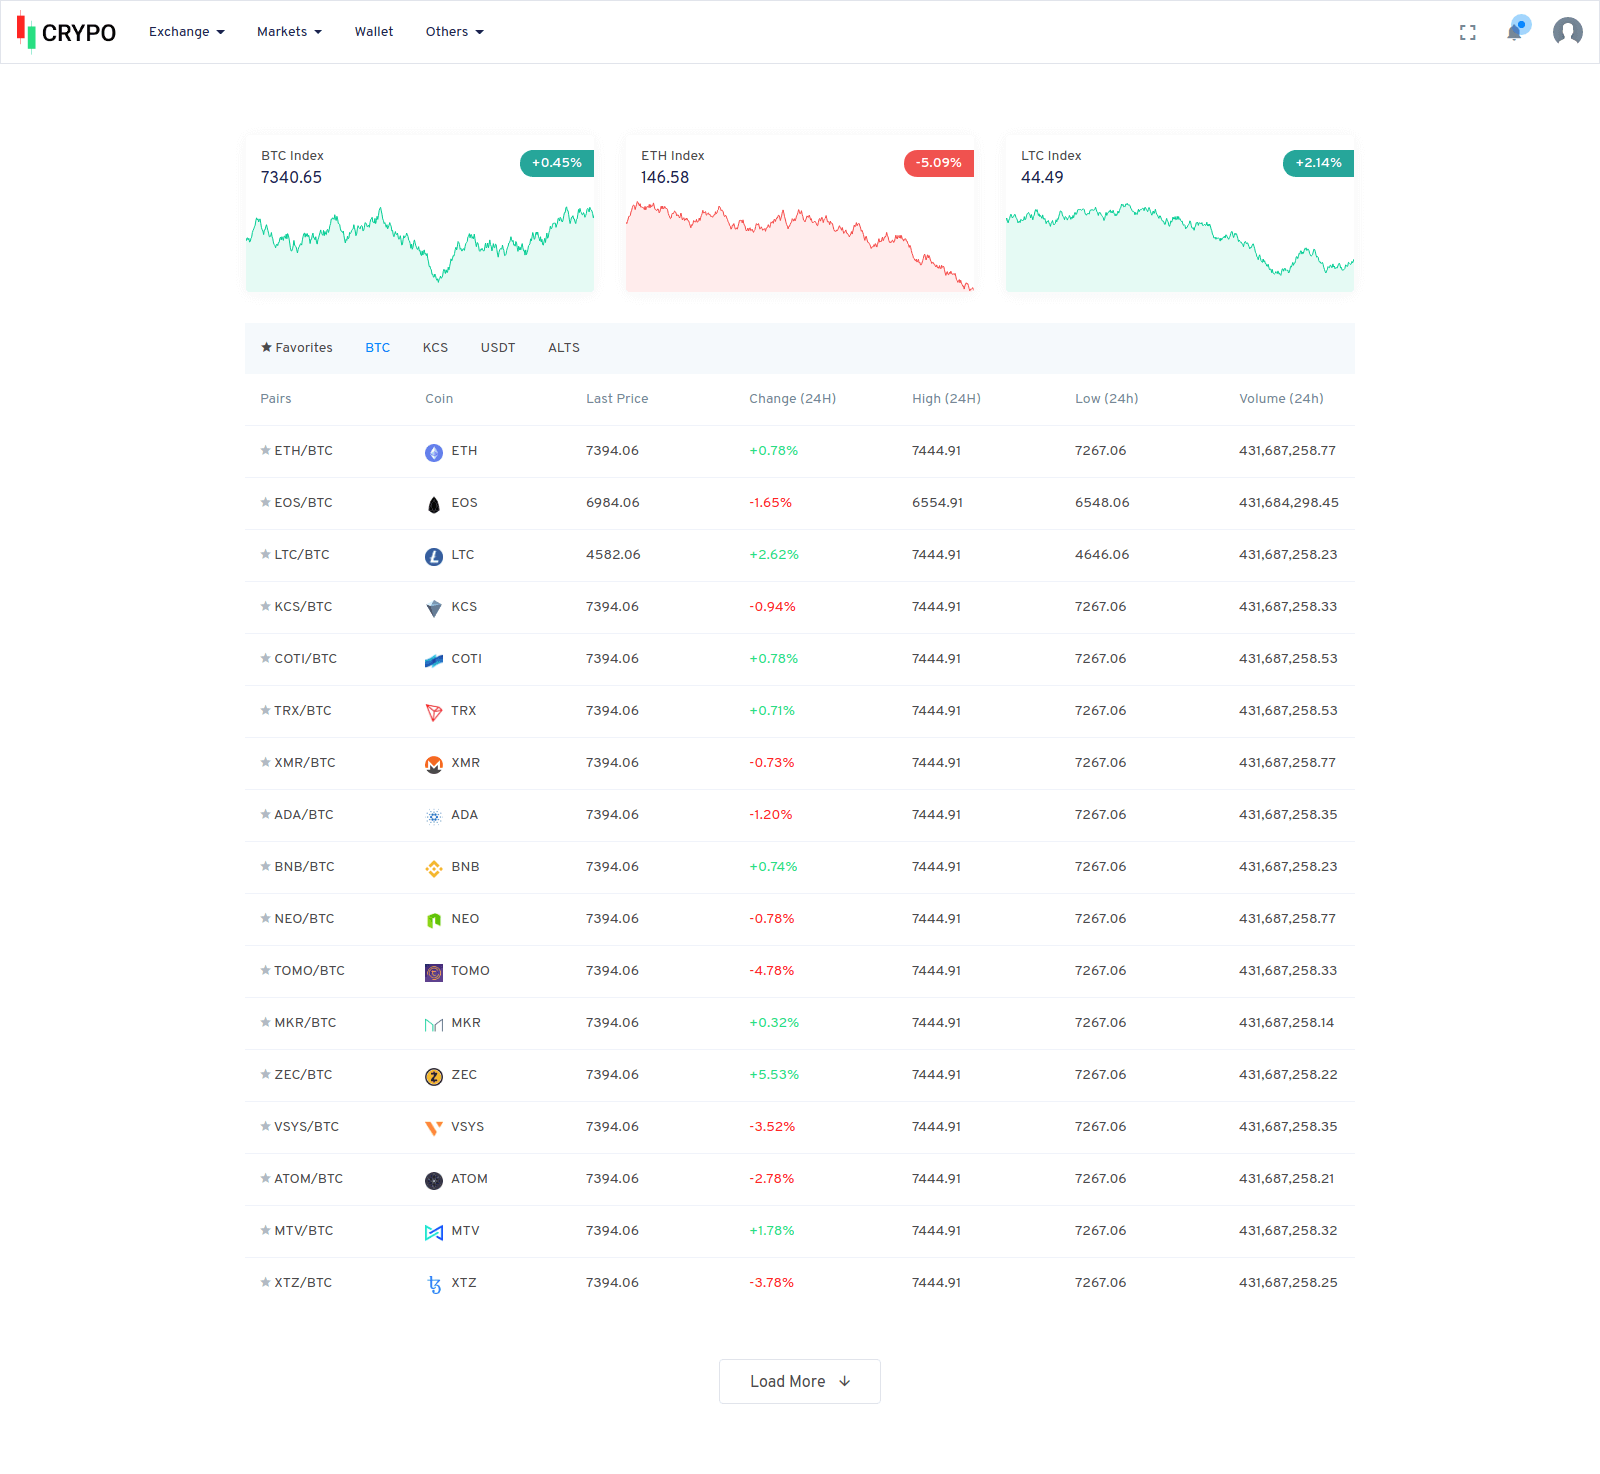 CRYPO Exchange Markets Wallet Others
BTC Index
7340.65
+0.45%
ETH Index
146.58
-5.09%
LTC Index
44.49
+2.14%
Favorites BTC KCS USDT ALTS
Pairs Coin Last Price Change (24H) High (24H) Low (24h) Volume (24h)
ETH/BTC ETH 7394.06 +0.78% 7444.91 7267.06 431,687,258.77
EOS/BTC EOS 6984.06 -1.65% 6554.91 6548.06 431,684,298.45
LTC/BTC LTC 4582.06 +2.62% 7444.91 4646.06 431,687,258.23
KCS/BTC KCS 7394.06 -0.94% 7444.91 7267.06 431,687,258.33
COTI/BTC COTI 7394.06 +0.78% 7444.91 7267.06 431,687,258.53
TRX/BTC TRX 7394.06 +0.71% 7444.91 7267.06 431,687,258.53
XMR/BTC XMR 7394.06 -0.73% 7444.91 7267.06 431,687,258.77
ADA/BTC ADA 7394.06 -1.20% 7444.91 7267.06 431,687,258.35
BNB/BTC BNB 7394.06 +0.74% 7444.91 7267.06 431,687,258.23
NEO/BTC NEO 7394.06 -0.78% 7444.91 7267.06 431,687,258.77
TOMO/BTC TOMO 7394.06 -4.78% 7444.91 7267.06 431,687,258.33
MKR/BTC MKR 7394.06 +0.32% 7444.91 7267.06 431,687,258.14
ZEC/BTC ZEC 7394.06 +5.53% 7444.91 7267.06 431,687,258.22
VSYS/BTC VSYS 7394.06 -3.52% 7444.91 7267.06 431,687,258.35
ATOM/BTC ATOM 7394.06 -2.78% 7444.91 7267.06 431,687,258.21
MTV/BTC MTV 7394.06 +1.78% 7444.91 7267.06 431,687,258.32
XTZ/BTC XTZ 7394.06 -3.78% 7444.91 7267.06 431,687,258.25
Load More